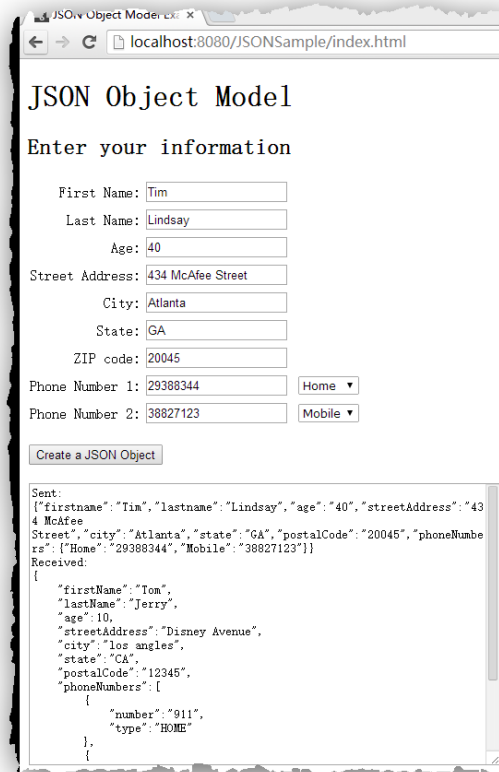 JSON Object Model Exa
localhost:8080/JSONSample/index.html
JSON Object Model
Enter your information
First Name: Tim
Last Name: Lindsay
Age: 40
Street Address: 434 McAfee Street
City: Atlanta
State: GA
ZIP code: 20045
Phone Number 1: 29388344 Home
Phone Number 2: 38827123 Mobile
Create a JSON Object
Sent:
{"firstname":"Tim","lastname":"Lindsay","age":"40","streetAddress":"43
4 McAfee
Street","city":"Atlanta","state":"GA","postalCode":"20045","phoneNumbe
rs":{"Home":"29388344","Mobile":"38827123"}}
Received:
{
"firstName":"Tom",
"lastName":"Jerry",
"age":10,
"streetAddress":"Disney Avenue",
"city":"los angles",
"state":"CA",
"postalCode":"12345",
"phoneNumbers":[
{
"number":"911",
"type":"HOME"
},
{